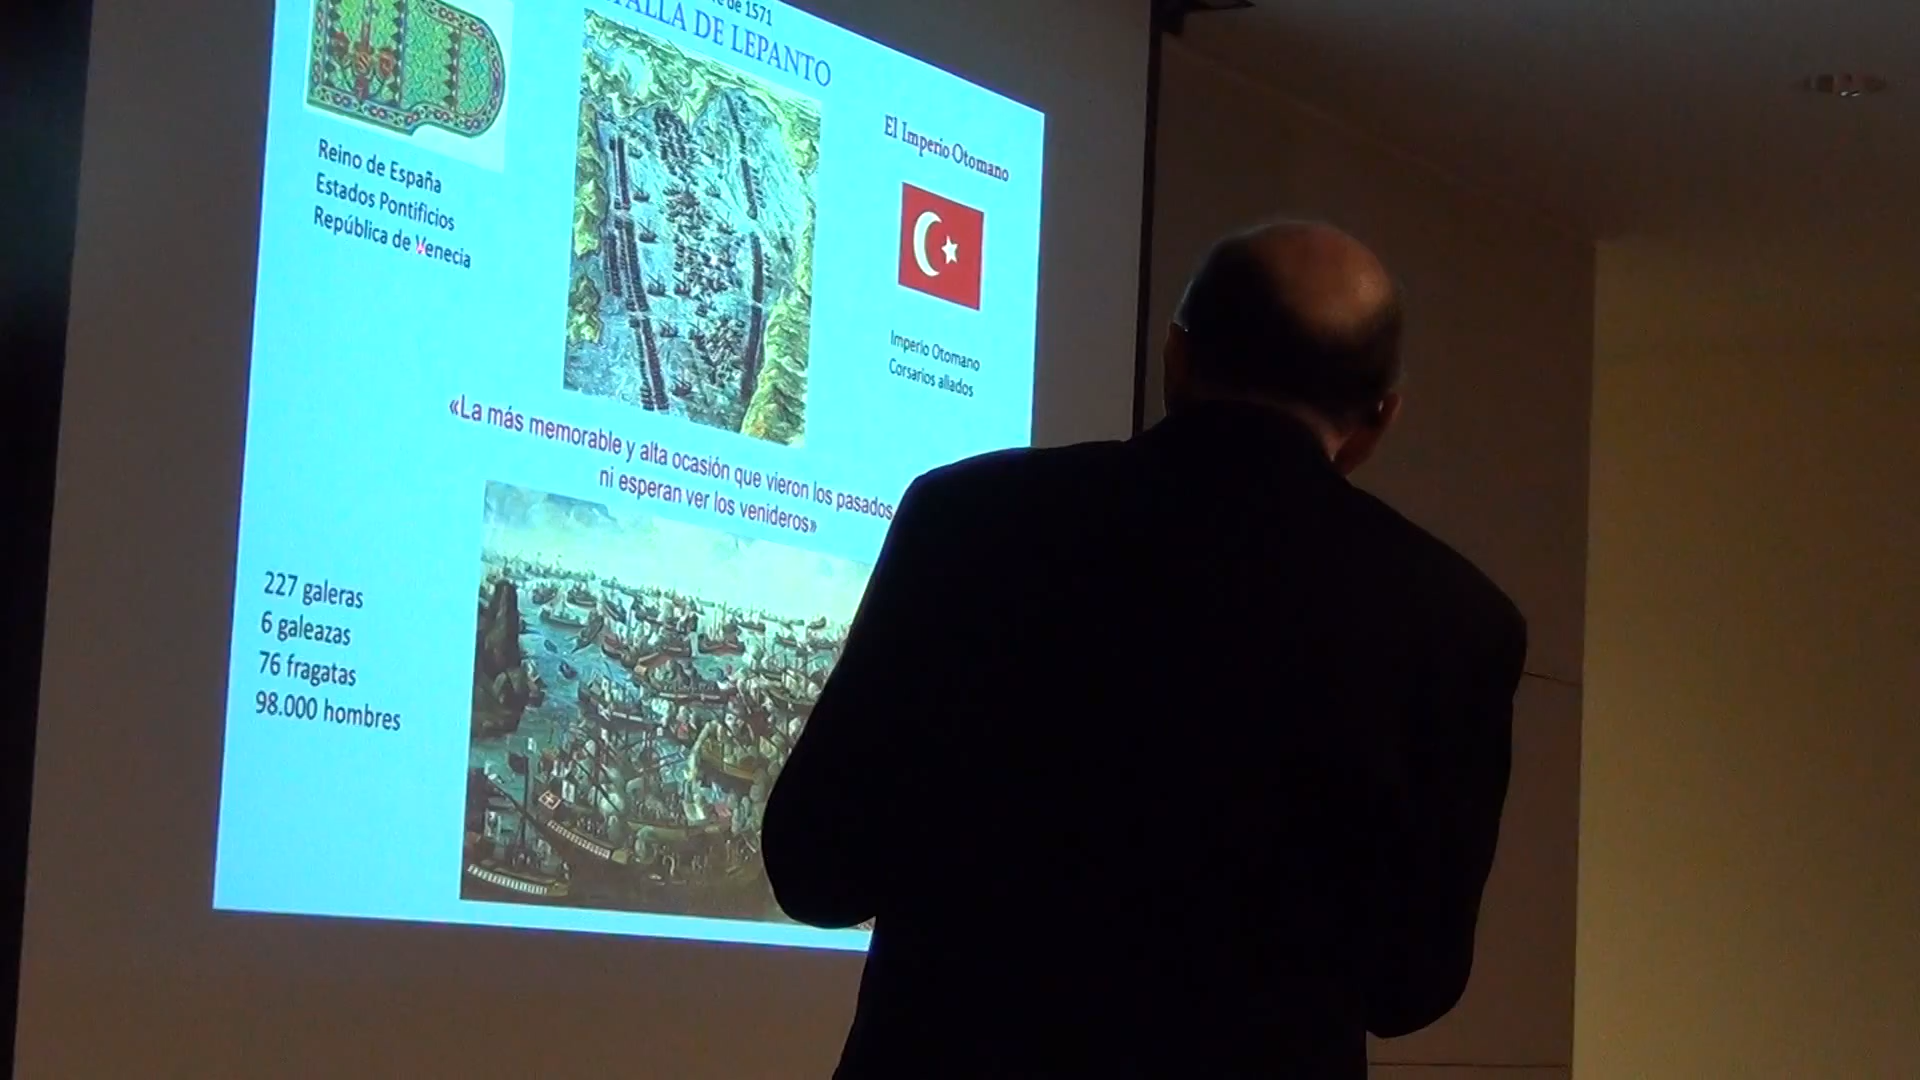 de 1571
DE LEPANTO
Reino de España
Estados Pontificios
República de Venecia
El Imperio Otomano
Imperio Otomano
Corsarios aliados
«La más memorable y alta ocasión que vieron los pasados
ni esperan ver los venideros»
227 galeras
6 galeazas
76 fragatas
98.000 hombres